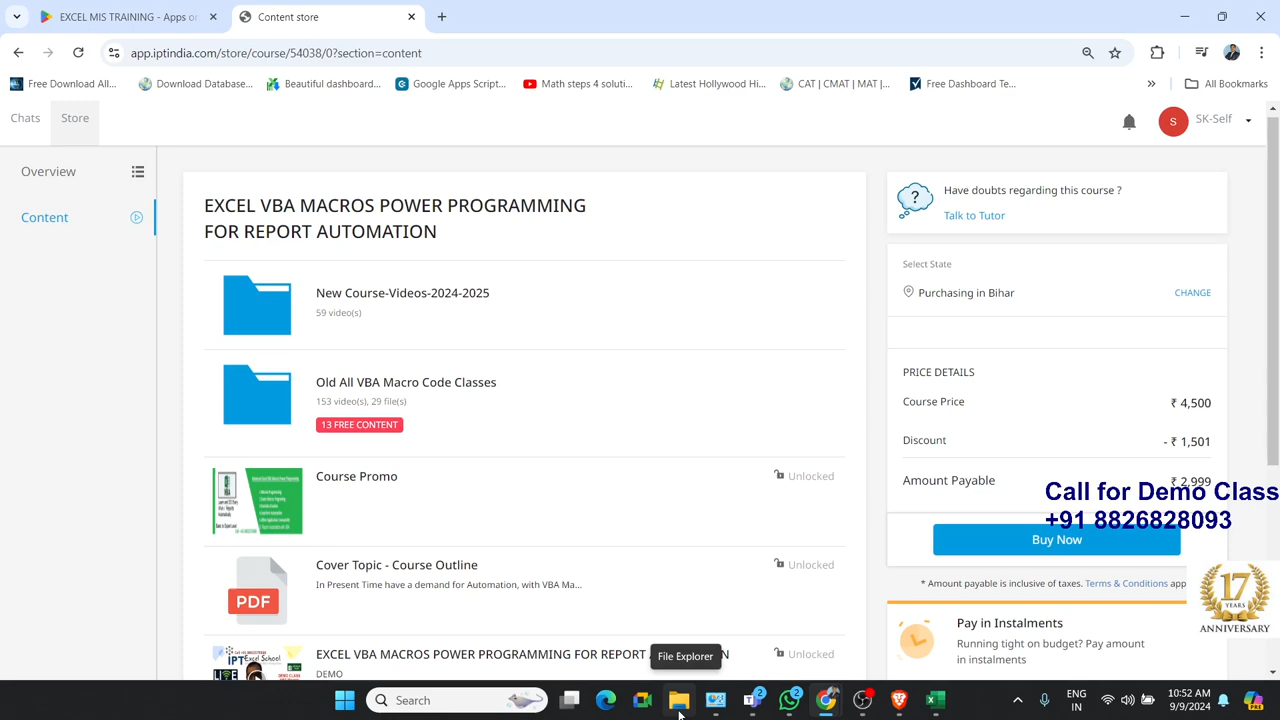 EXCEL MIS TRAINING - Apps on
Content store
app.iptindia.com/store/course/54038/0?section=content
Free Download All...
Download Database...
Beautiful dashboard...
Google Apps Script...
Math steps 4 soluti...
Latest Hollywood Hi...
CAT | CMAT | MAT |...
Free Dashboard Te...
All Bookmarks
Chats
Store
S
SK-Self
Overview
Content
EXCEL VBA MACROS POWER PROGRAMMING
FOR REPORT AUTOMATION
New Course-Videos-2024-2025
59 video(s)
Old All VBA Macro Code Classes
153 video(s), 29 file(s)
13 FREE CONTENT
Course Promo
Unlocked
Cover Topic - Course Outline
In Present Time have a demand for Automation, with VBA Ma...
Unlocked
PDF
EXCEL VBA MACROS POWER PROGRAMMING FOR REPORT
DEMO
Unlocked
IPT Excel School
File Explorer
Have doubts regarding this course ?
Talk to Tutor
Select State
Purchasing in Bihar
CHANGE
PRICE DETAILS
Course Price
₹ 4,500
Discount
- ₹ 1,501
Amount Payable
₹ 2,999
Call for Demo Class
+91 8826828093
Buy Now
* Amount payable is inclusive of taxes. Terms & Conditions app
17
YEARS
ANNIVERSARY
Pay in Instalments
Running tight on budget? Pay amount
in instalments
Search
2
2
ENG
IN
10:52 AM
9/9/2024